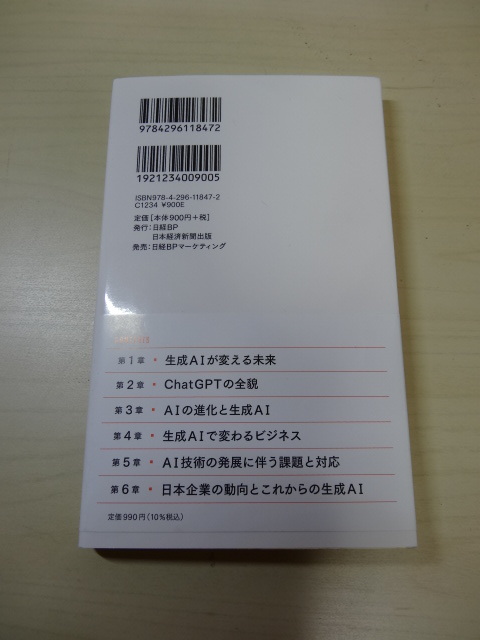 9784296118472
1921234009005
ISBN978-4-296-11847-2
C1234 ¥900E
定価[本体900円+税]
発行:日経BP
日本経済新聞出版
発売:日経BPマーケティング
第1章・生成AIが変える未来
第2章・ChatGPTの全貌
第3章・AIの進化と生成AI
第4章・生成AIで変わるビジネス
第5章・AI技術の発展に伴う課題と対応
第6章・日本企業の動向とこれからの生成AI
定価990円(10%税込)